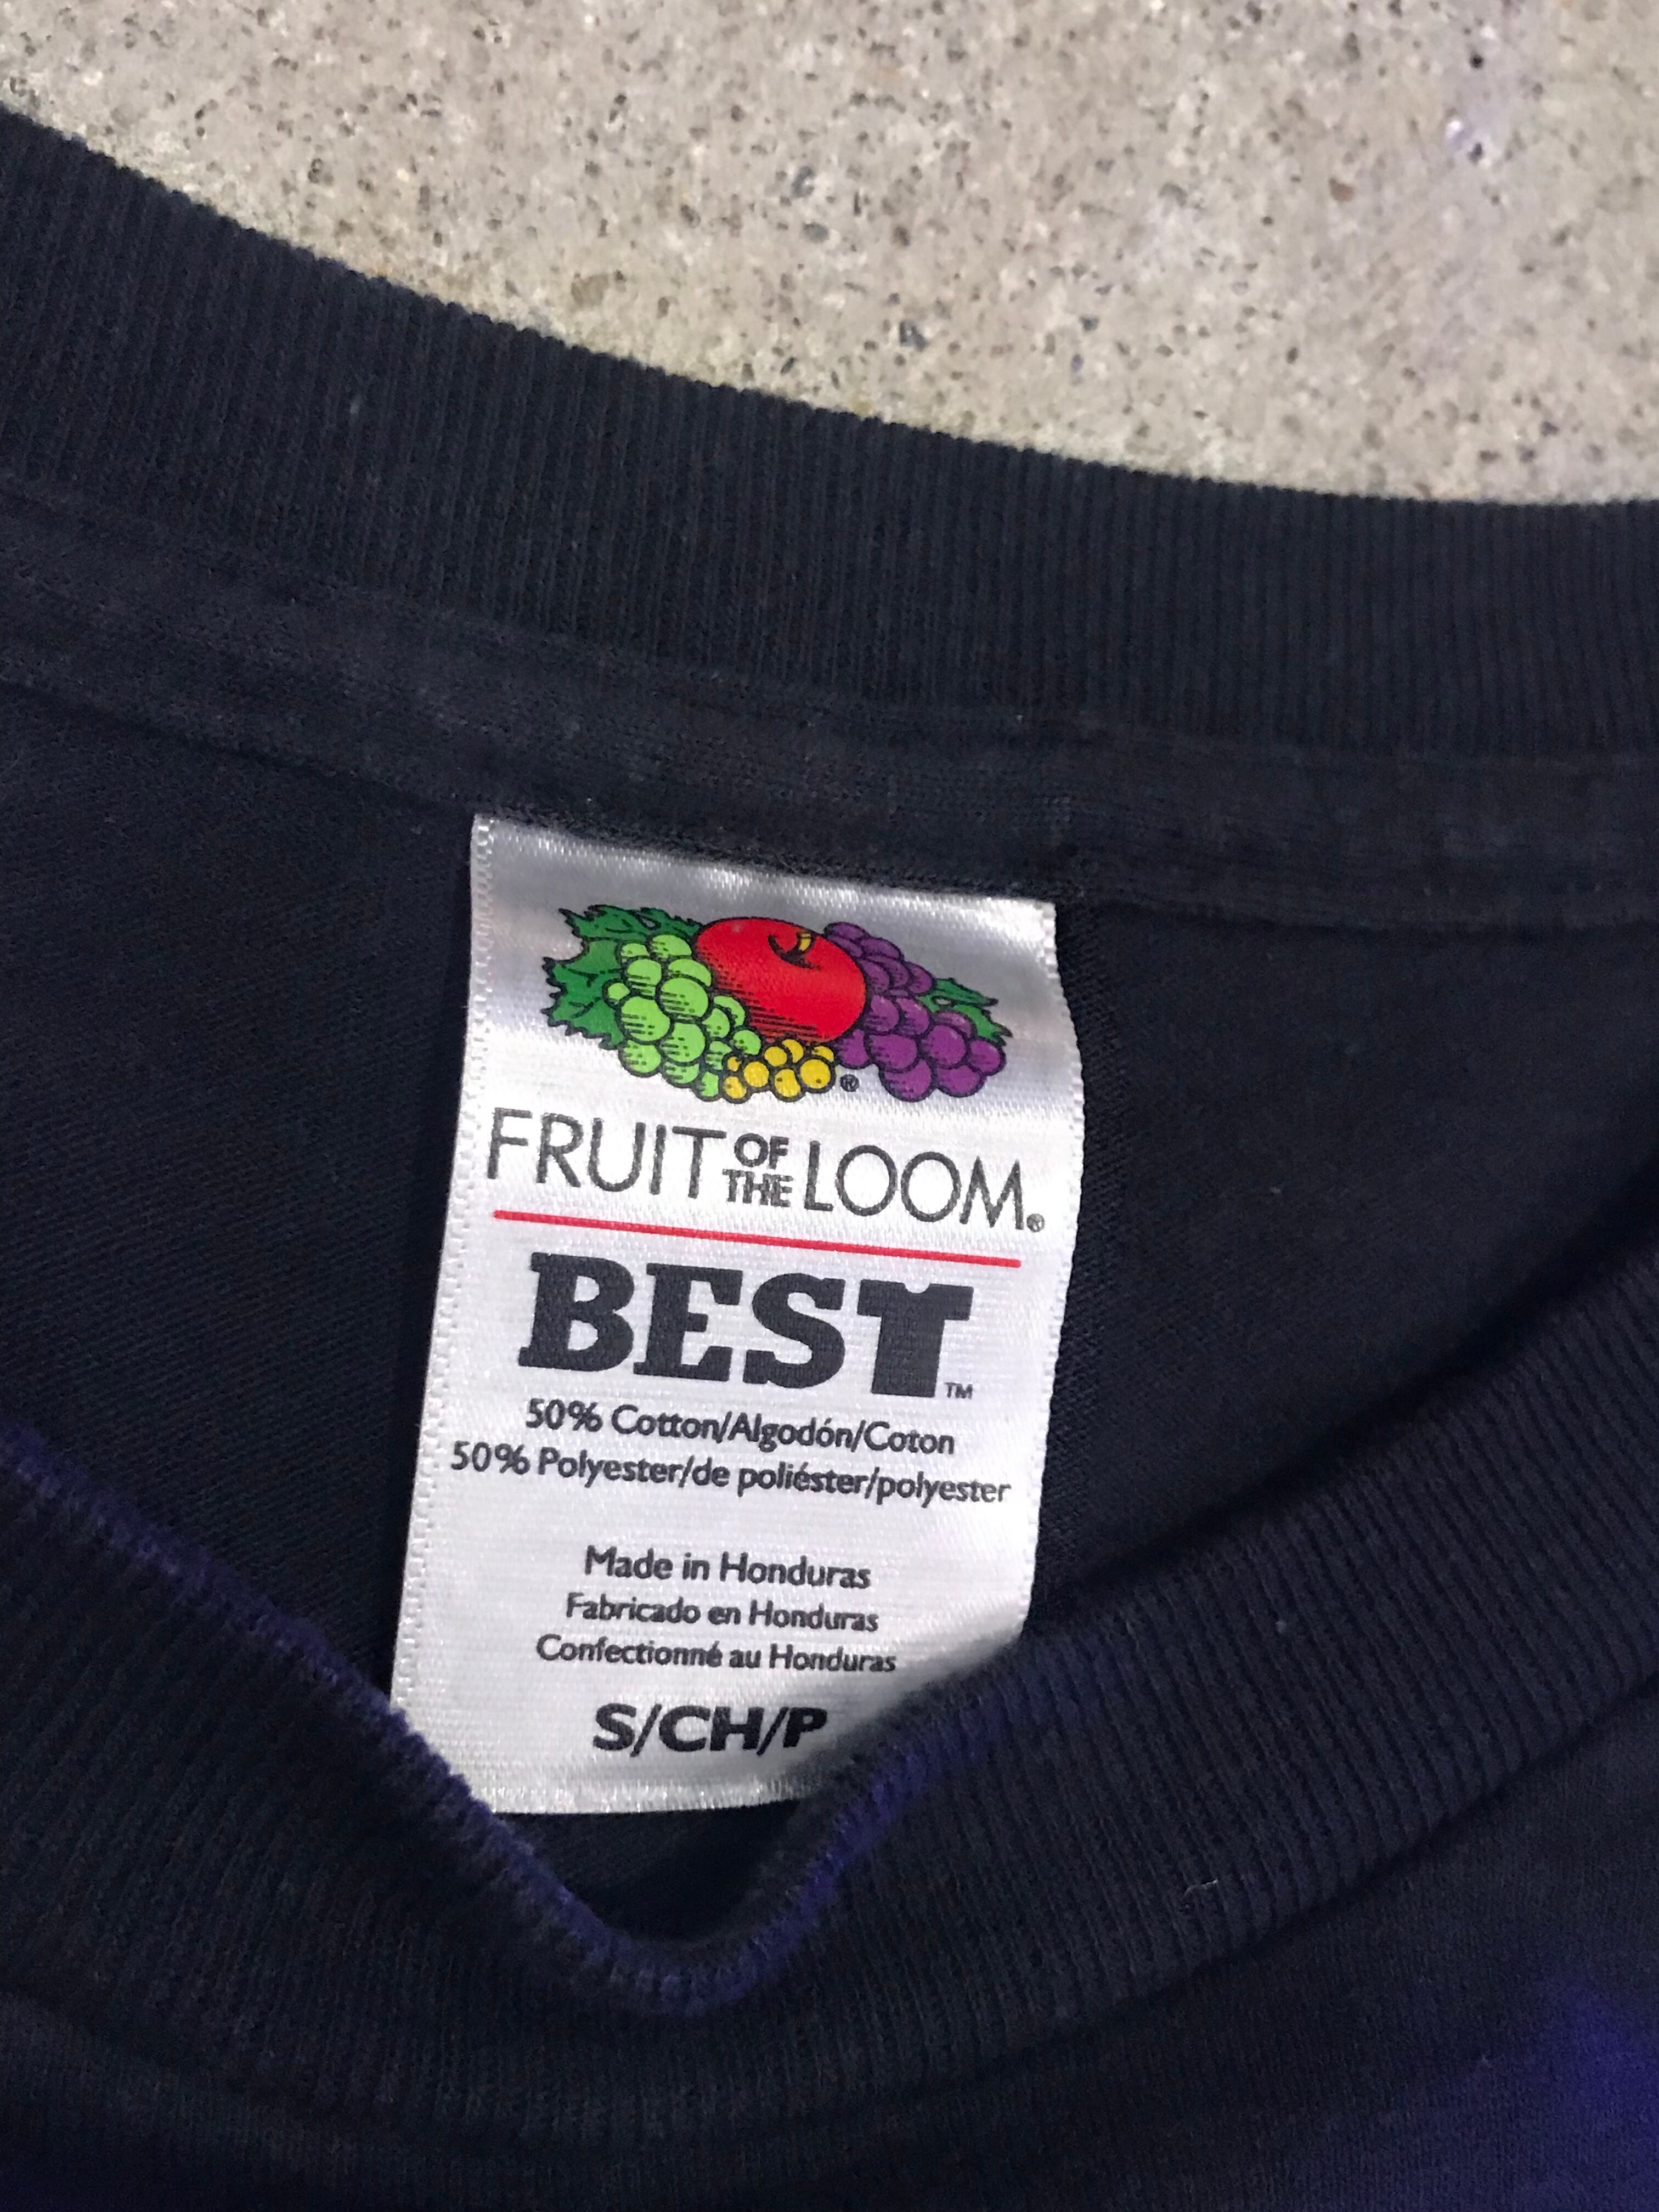 ®
FRUIT OF THE LOOM®
BEST™
50% Cotton/Algodón/Coton
50% Polyester/de poliéster/polyester
Made in Honduras
Fabricado en Honduras
Confectionné au Honduras
S/CH/P